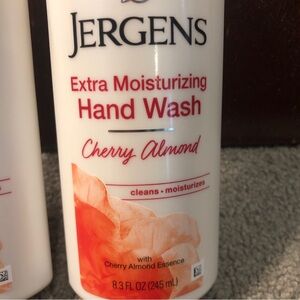 JERGENS
Extra Moisturizing
Hand Wash
Cherry Almond
cleans • moisturizes
with
Cherry Almond Essence
8.3 FL OZ (245 mL)